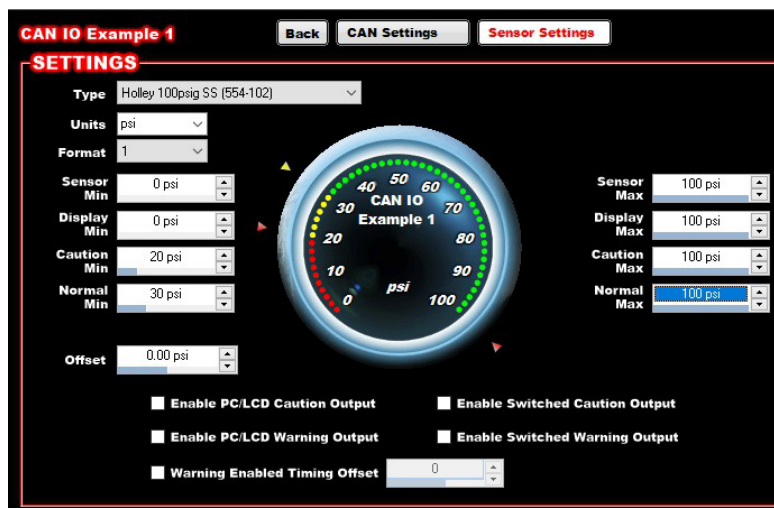 CAN IO Example 1 Back CAN Settings Sensor Settings
SETTINGS
Type Holley 100psig SS (554-102)
Units psi
Format 1
Sensor Min 0 psi
Display Min 0 psi
Caution Min 20 psi
Normal Min 30 psi
Offset 0.00 psi
0
10
20
30
40
50
60
70
80
90
100
CAN IO
Example 1
psi
Sensor Max 100 psi
Display Max 100 psi
Caution Max 100 psi
Normal Max 100 psi
Enable PC/LCD Caution Output Enable Switched Caution Output
Enable PC/LCD Warning Output Enable Switched Warning Output
Warning Enabled Timing Offset 0